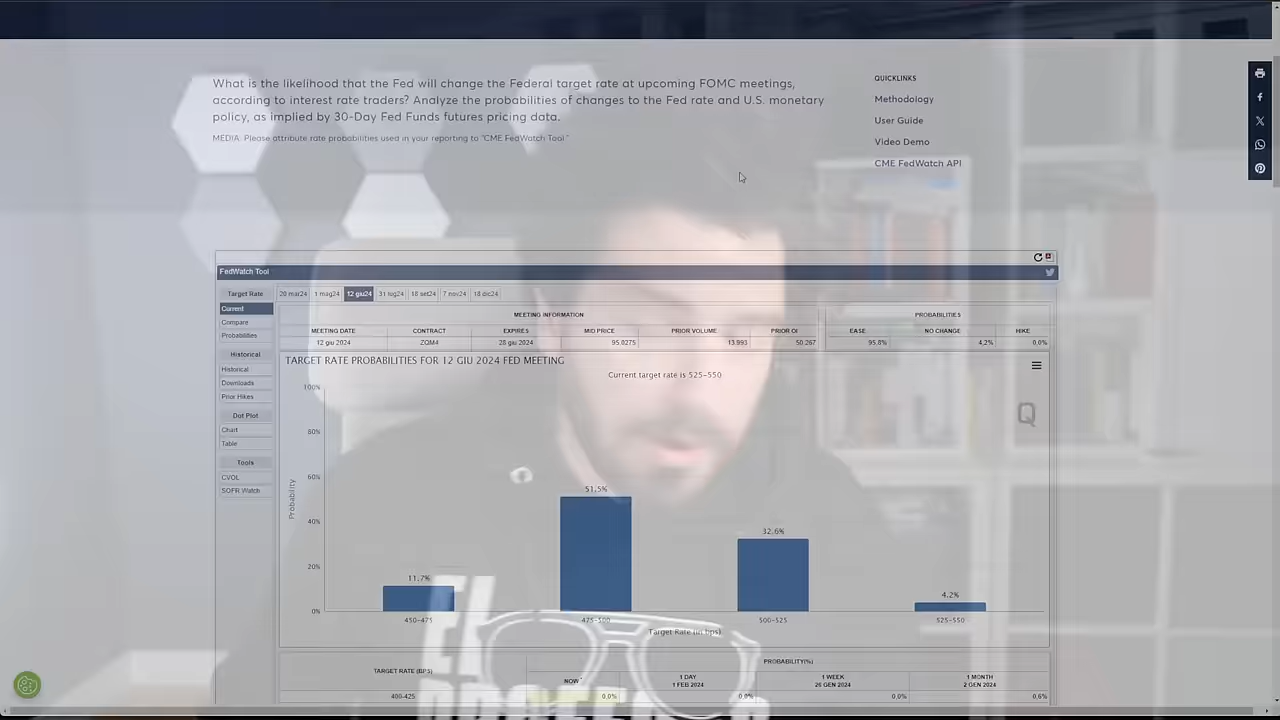 What is the likelihood that the Fed will change the Federal target rate at upcoming FOMC meetings,
according to interest rate traders? Analyze the probabilities of changes to the Fed rate and U.S. monetary
policy, as implied by 30-Day Fed Funds futures pricing data.
MEDIA: Please attribute rate probabilities used in your reporting to "CME FedWatch Tool."
QUICKLINKS
Methodology
User Guide
Video Demo
CME FedWatch API
FedWatch Tool
Target Rate
Current
Compare
Probabilities
Historical
Historical
Downloads
Prior Hikes
Dot Plot
Chart
Table
Tools
CVOL
SOFR Watch
20 mar24 1 mag24 12 giu24 31 lug24 18 set24 7 nov24 18 dic24
MEETING INFORMATION
MEETING DATE CONTRACT EXPIRES MID PRICE PRIOR VOLUME PRIOR OI
12 giu 2024 ZQM4 28 giu 2024 95.0275 13.993 50.267
PROBABILITIES
EASE NO CHANGE HIKE
95,8% 4,2% 0,0%
TARGET RATE PROBABILITIES FOR 12 GIU 2024 FED MEETING
Current target rate is 525-550
Q
Probability
100%
80%
60%
40%
20%
0%
11.7%
51.5%
32.6%
4.2%
450-475 475-500 500-525 525-550
Target Rate (in bps)
TARGET RATE (BPS) PROBABILITY(%)
NOW * 1 DAY 1 WEEK 1 MONTH
1 FEB 2024 26 GEN 2024 2 GEN 2024
400-425 0,0% 0,0% 0,0% 0,6%